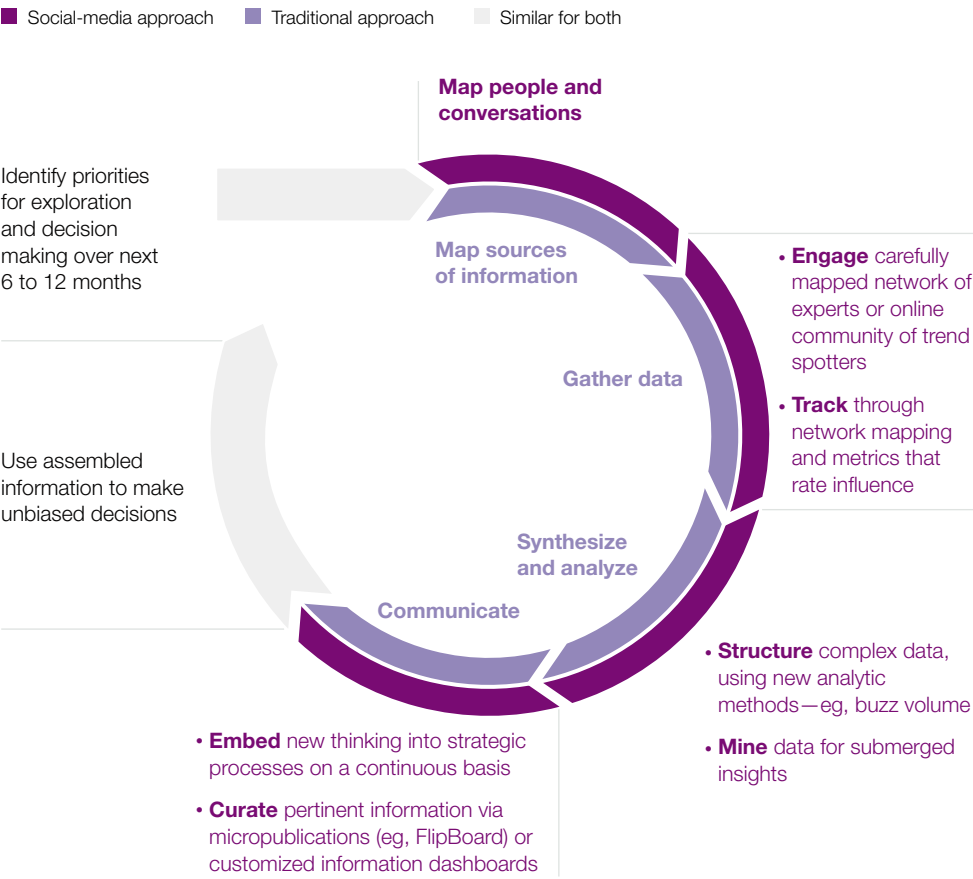 Social-media approach
Traditional approach
Similar for both
Map people and
conversations
Identify priorities
for exploration
and decision
making over next
6 to 12 months
Map sources
of information
• Engage carefully
mapped network of
experts or online
community of trend
spotters
• Track through
network mapping
and metrics that
rate influence
Gather data
Use assembled
information to make
unbiased decisions
Synthesize
and analyze
Communicate
• Structure complex data,
using new analytic
methods—eg, buzz volume
• Mine data for submerged
insights
• Embed new thinking into strategic
processes on a continuous basis
• Curate pertinent information via
micropublications (eg, FlipBoard) or
customized information dashboards